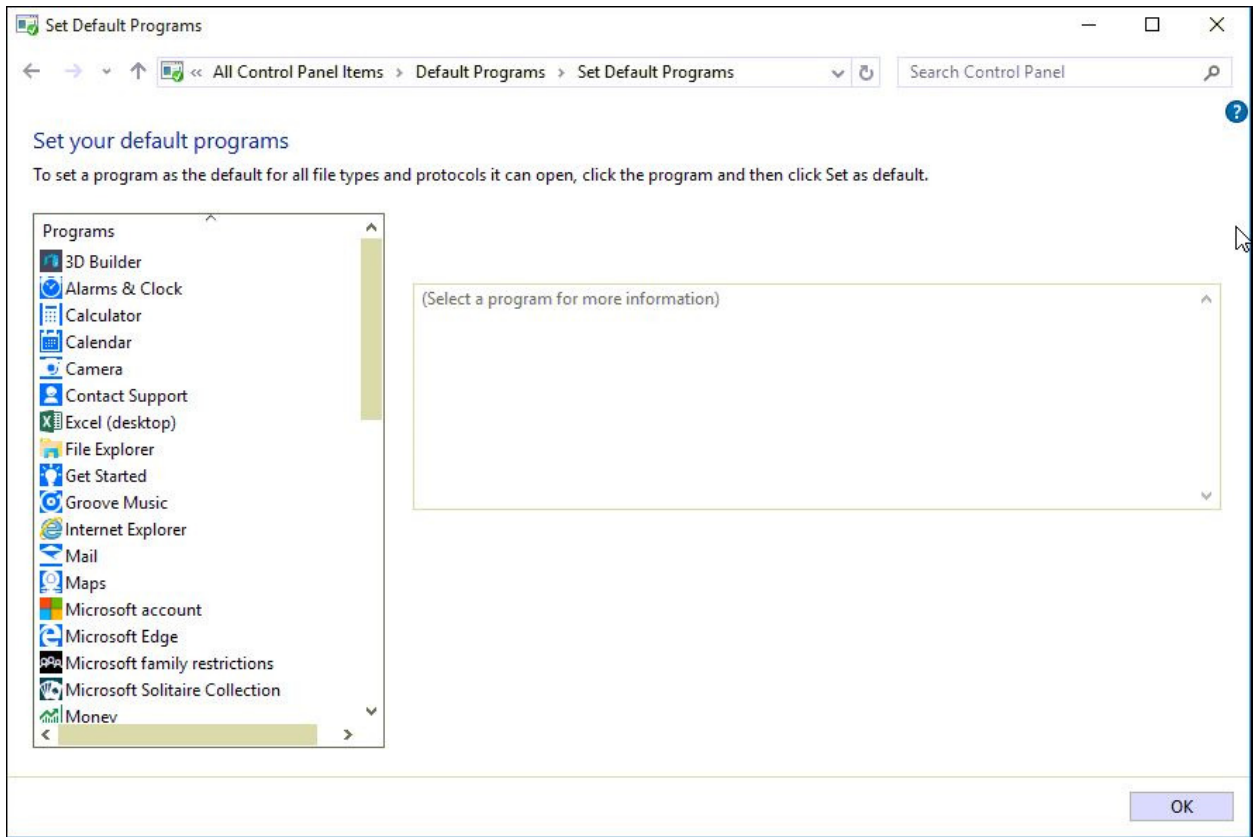 Set Default Programs
« All Control Panel Items > Default Programs > Set Default Programs
Search Control Panel
?
Set your default programs
To set a program as the default for all file types and protocols it can open, click the program and then click Set as default.
Programs
3D Builder
Alarms & Clock
Calculator
Calendar
Camera
Contact Support
Excel (desktop)
File Explorer
Get Started
Groove Music
Internet Explorer
Mail
Maps
Microsoft account
Microsoft Edge
Microsoft family restrictions
Microsoft Solitaire Collection
Money
(Select a program for more information)
OK